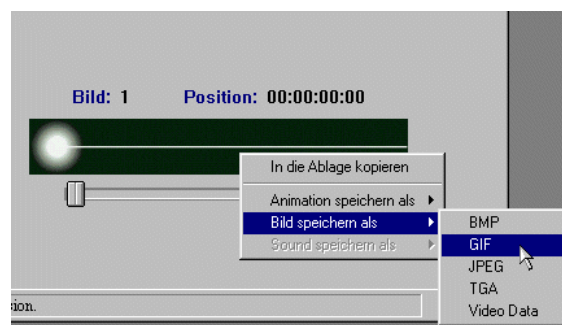 Bild: 1 Position: 00:00:00:00
In die Ablage kopieren
Animation speichern als
Bild speichern als
Sound speichern als
BMP
GIF
JPEG
TGA
Video Data
sion.